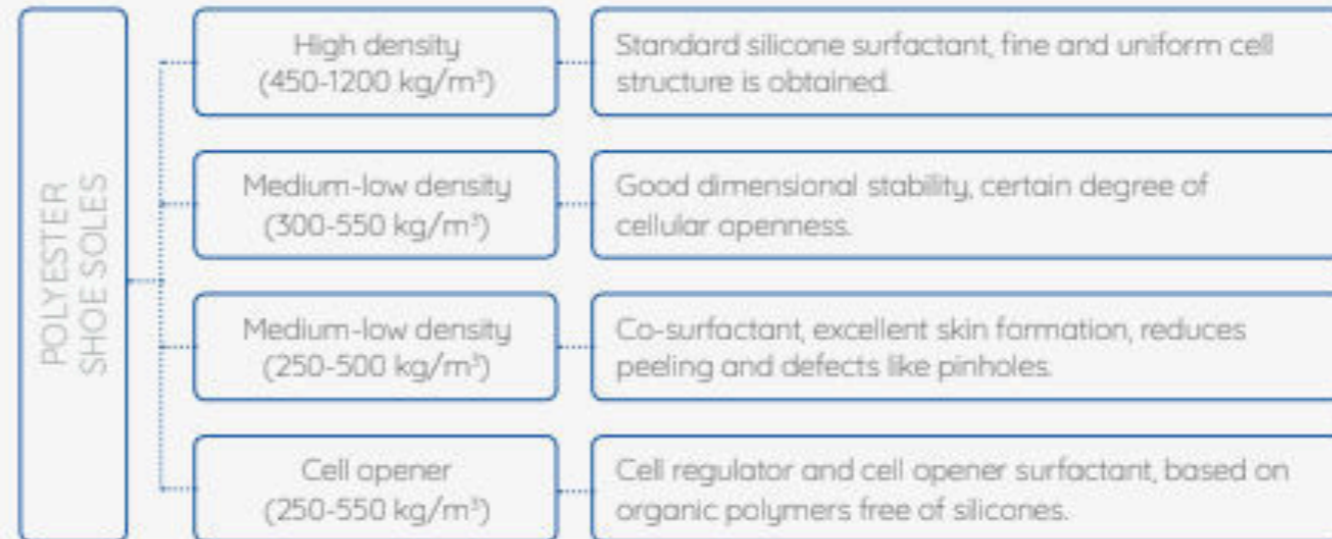 POLYESTER
SHOE SOLES
High density
(450-1200 kg/m³)
Standard silicone surfactant, fine and uniform cell
structure is obtained.
Medium-low density
(300-550 kg/m³)
Good dimensional stability, certain degree of
cellular openness.
Medium-low density
(250-500 kg/m³)
Co-surfactant, excellent skin formation, reduces
peeling and defects like pinholes.
Cell opener
(250-550 kg/m³)
Cell regulator and cell opener surfactant, based on
organic polymers free of silicones.